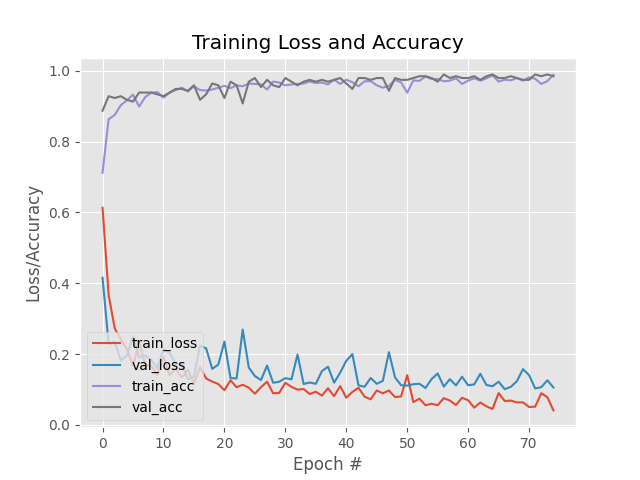 Training Loss and Accuracy
1.0
0.8
0.6
0.4
0.2
0.0
Loss/Accuracy
train_loss
val_loss
train_acc
val_acc
0 10 20 30 40 50 60 70
Epoch #